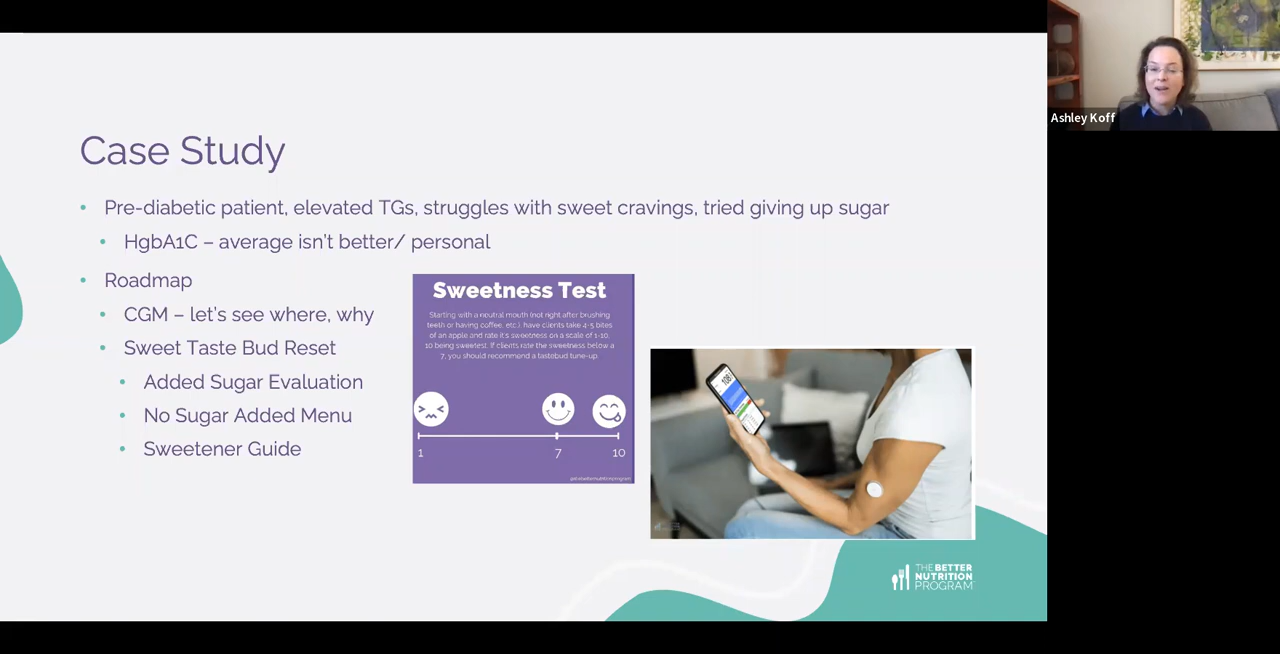 Case Study
• Pre-diabetic patient, elevated TGs, struggles with sweet cravings, tried giving up sugar
• HgbA1C – average isn't better/ personal
• Roadmap
• CGM – let's see where, why
• Sweet Taste Bud Reset
• Added Sugar Evaluation
• No Sugar Added Menu
• Sweetener Guide
Sweetness Test
Starting with a neutral mouth (not right after brushing
teeth or having coffee, etc.), have clients take 4-5 bites
of an apple and rate it's sweetness on a scale of 1-10,
10 being sweetest. If clients rate the sweetness below a
7, you should recommend a tastebud tune-up.
1
7
10
108
THE BETTER
NUTRITION
PROGRAM
Ashley Koff